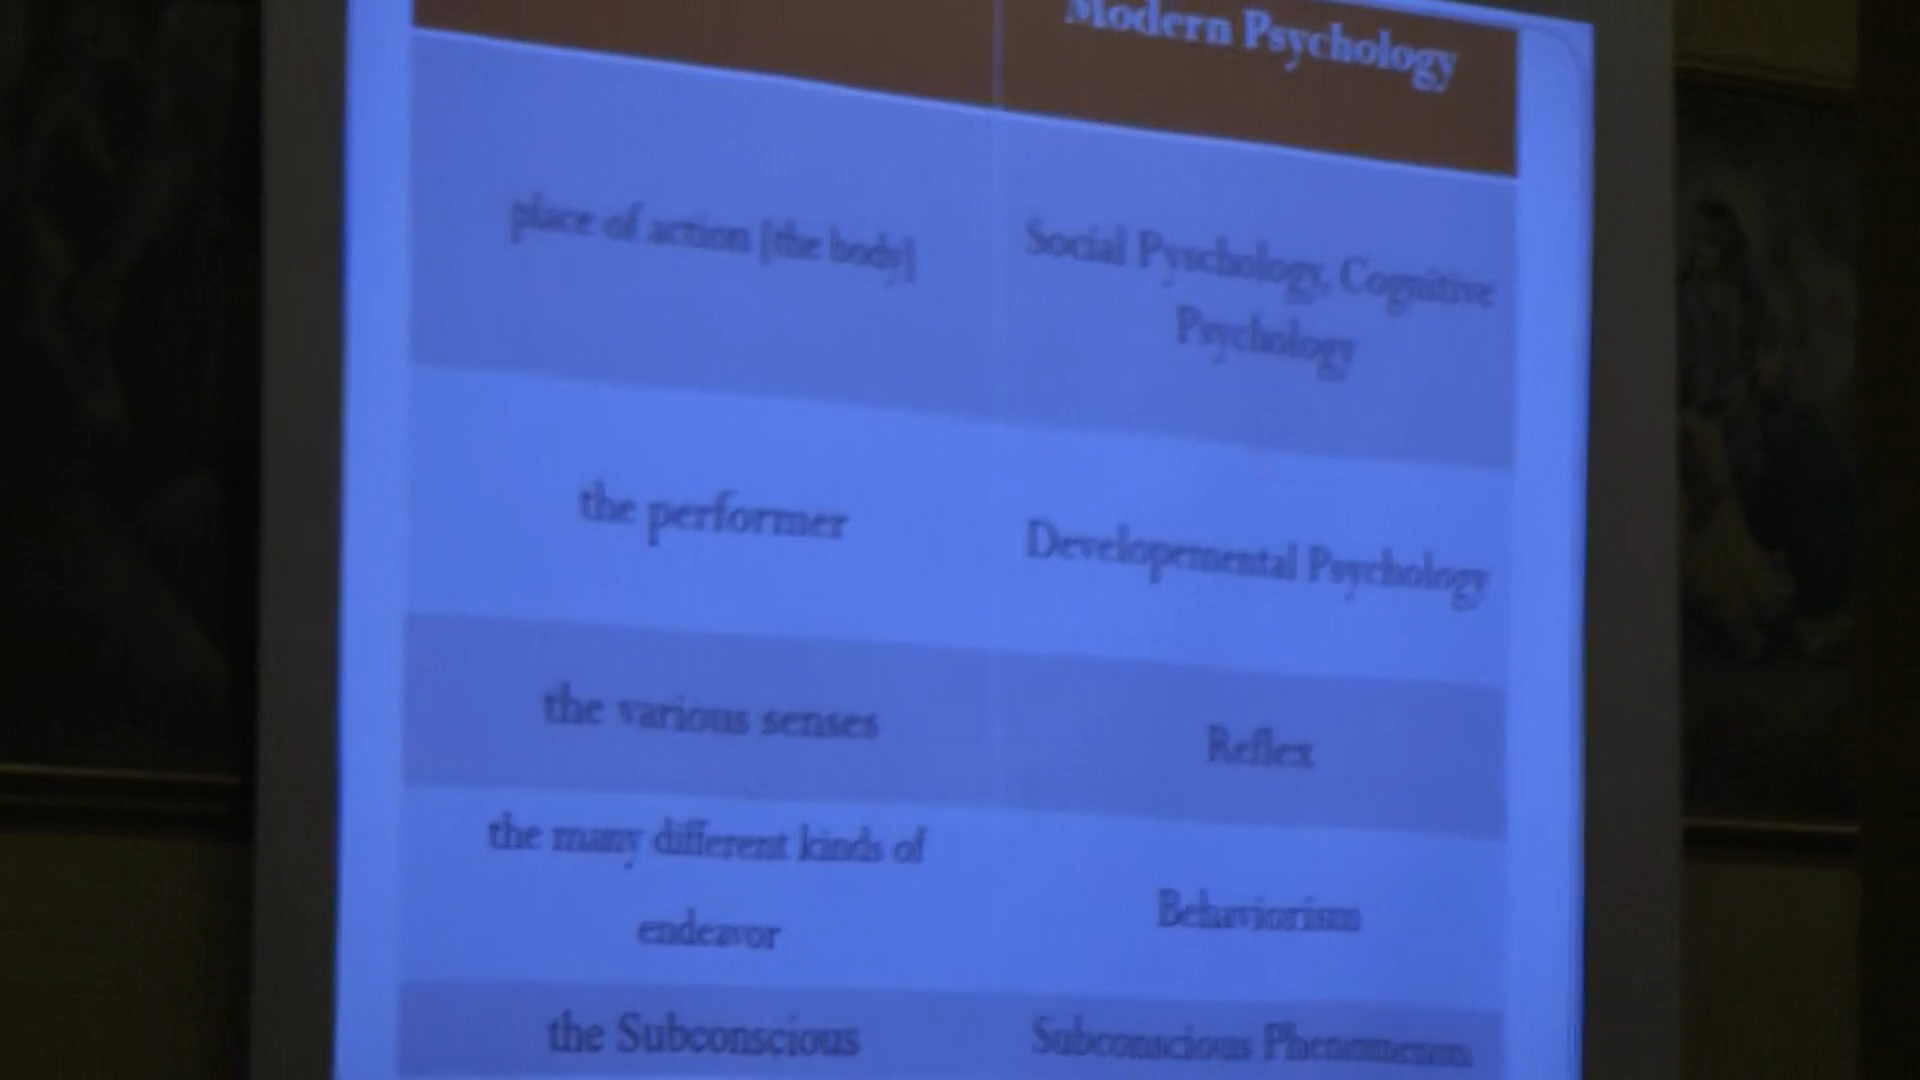 Modern Psychology
place of action [the body]
Social Pyschology, Cognitive
Psychology
the performer
Developemental Psychology
the various senses
Reflex
the many different kinds of
endeavor
Behaviorism
the Subconscious
Subconscious Phenomenon